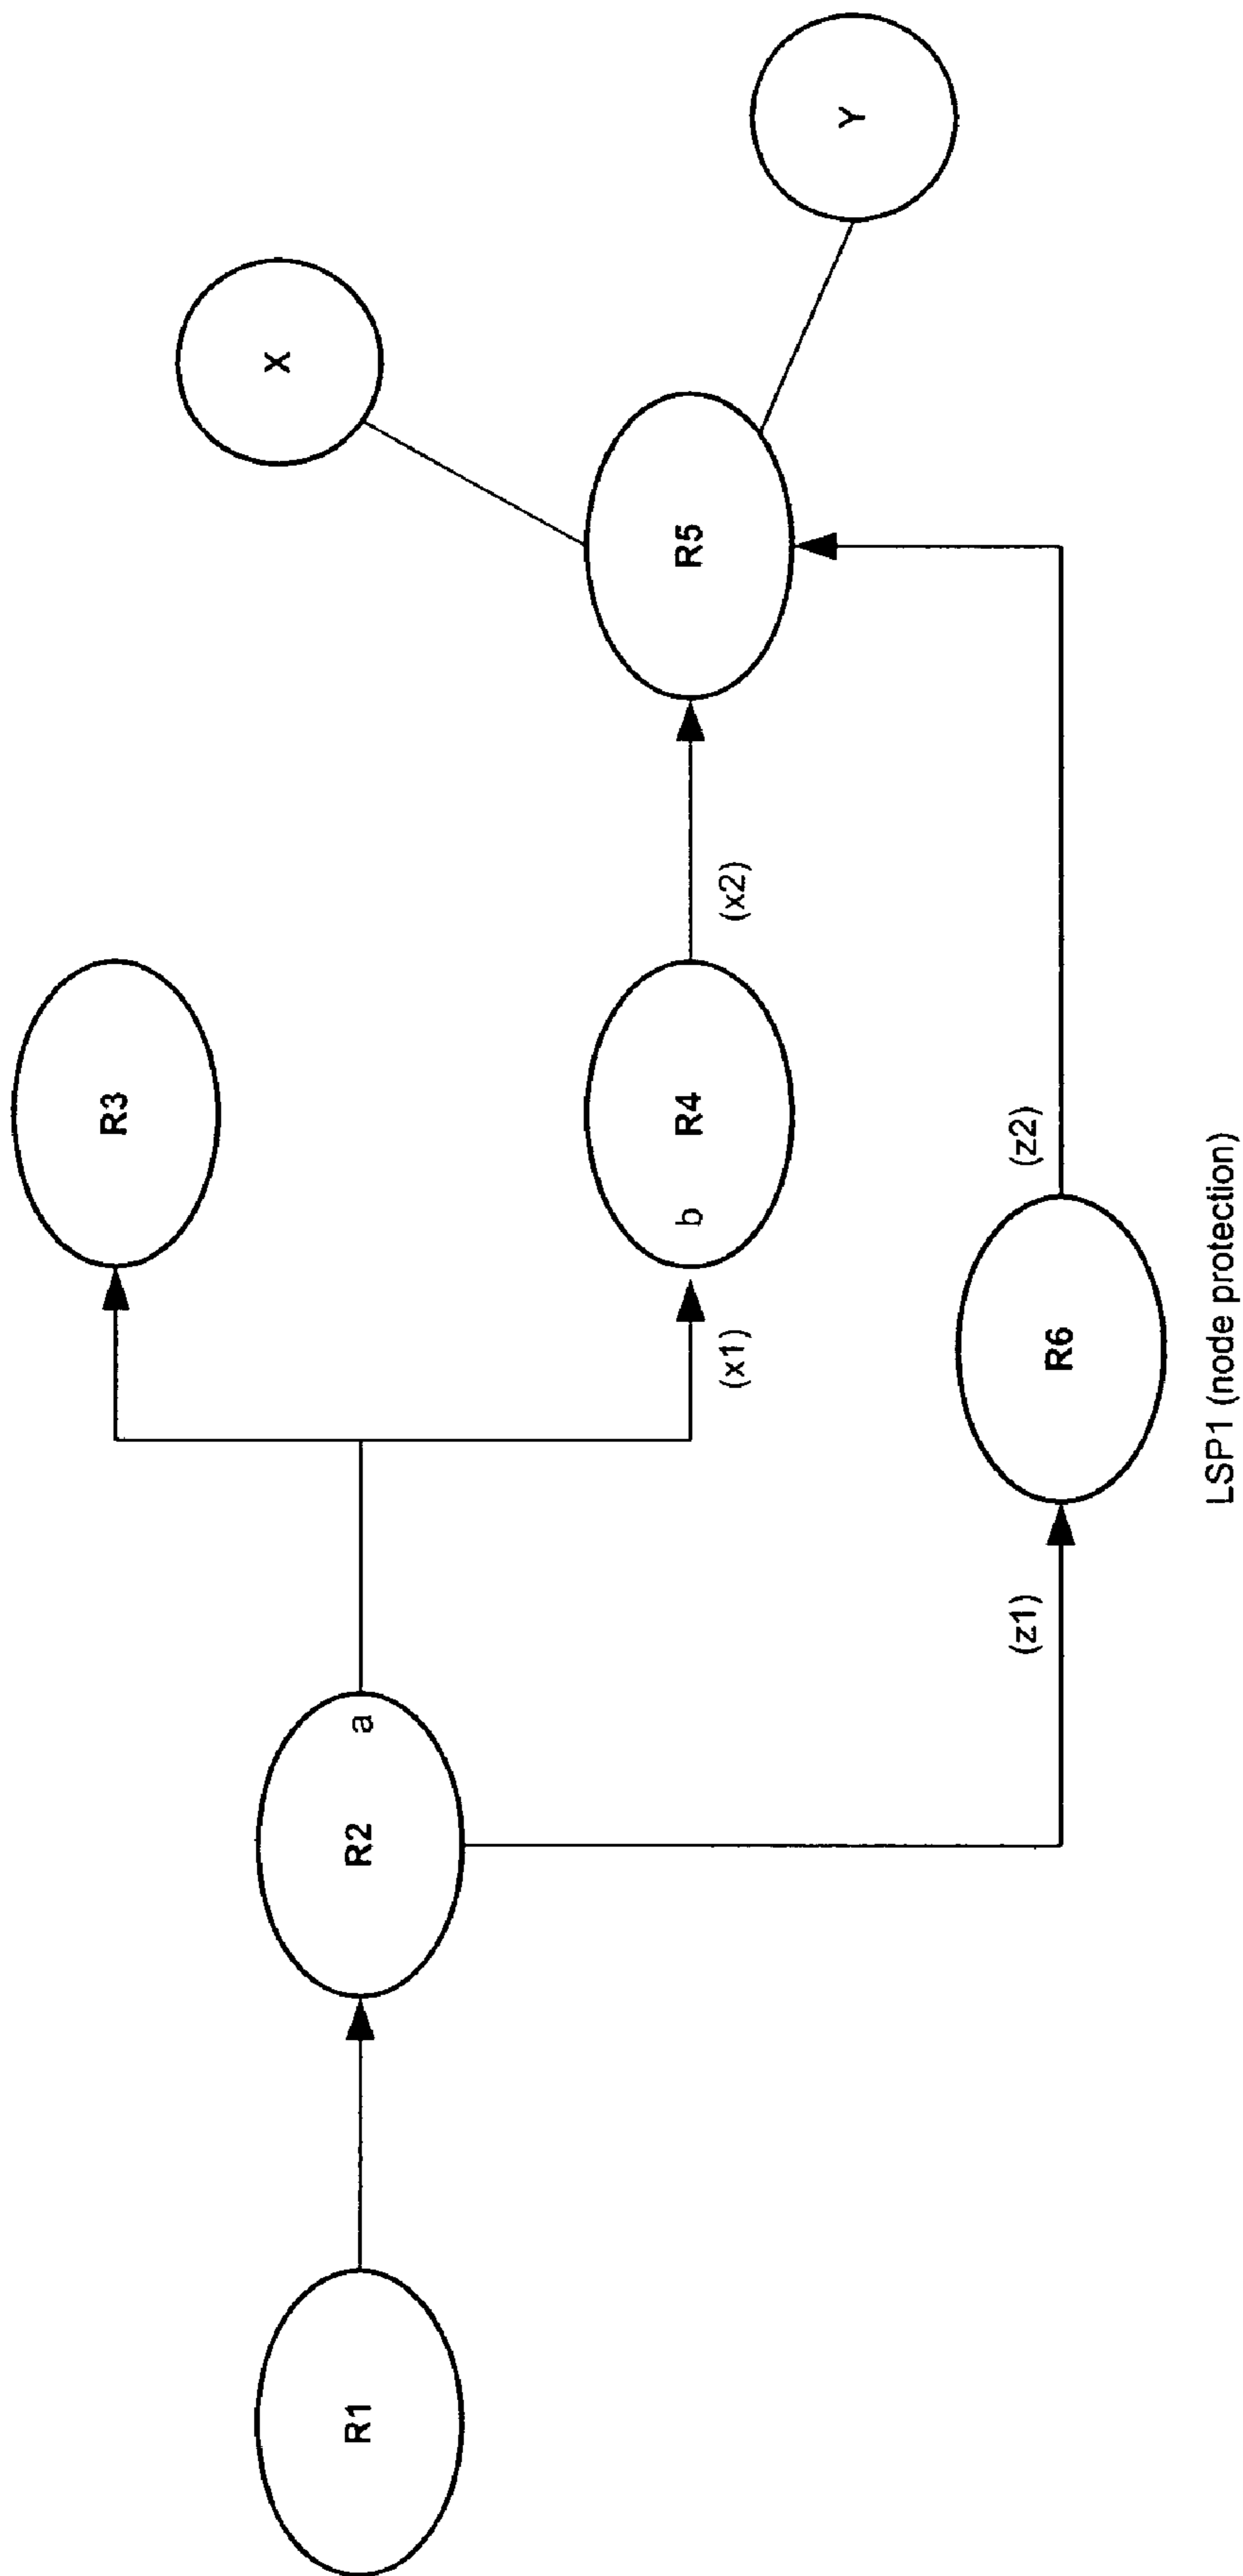 R1
R2
a
R3
b
R4
R5
X
Y
R6
(x1)
(x2)
(z1)
(z2)
LSP1 (node protection)